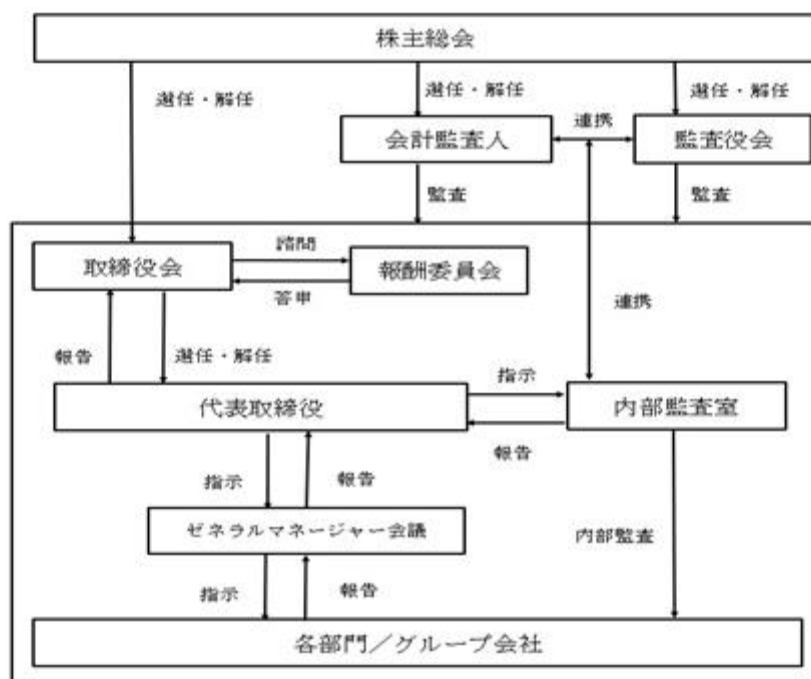 株主総会
選任・解任
選任・解任
選任・解任
会計監査人
連携
監査役会
監査
監査
取締役会
諮問
報酬委員会
答申
連携
報告
選任・解任
代表取締役
指示
内部監査室
報告
指示
報告
ゼネラルマネージャー会議
内部監査
指示
報告
各部門／グループ会社